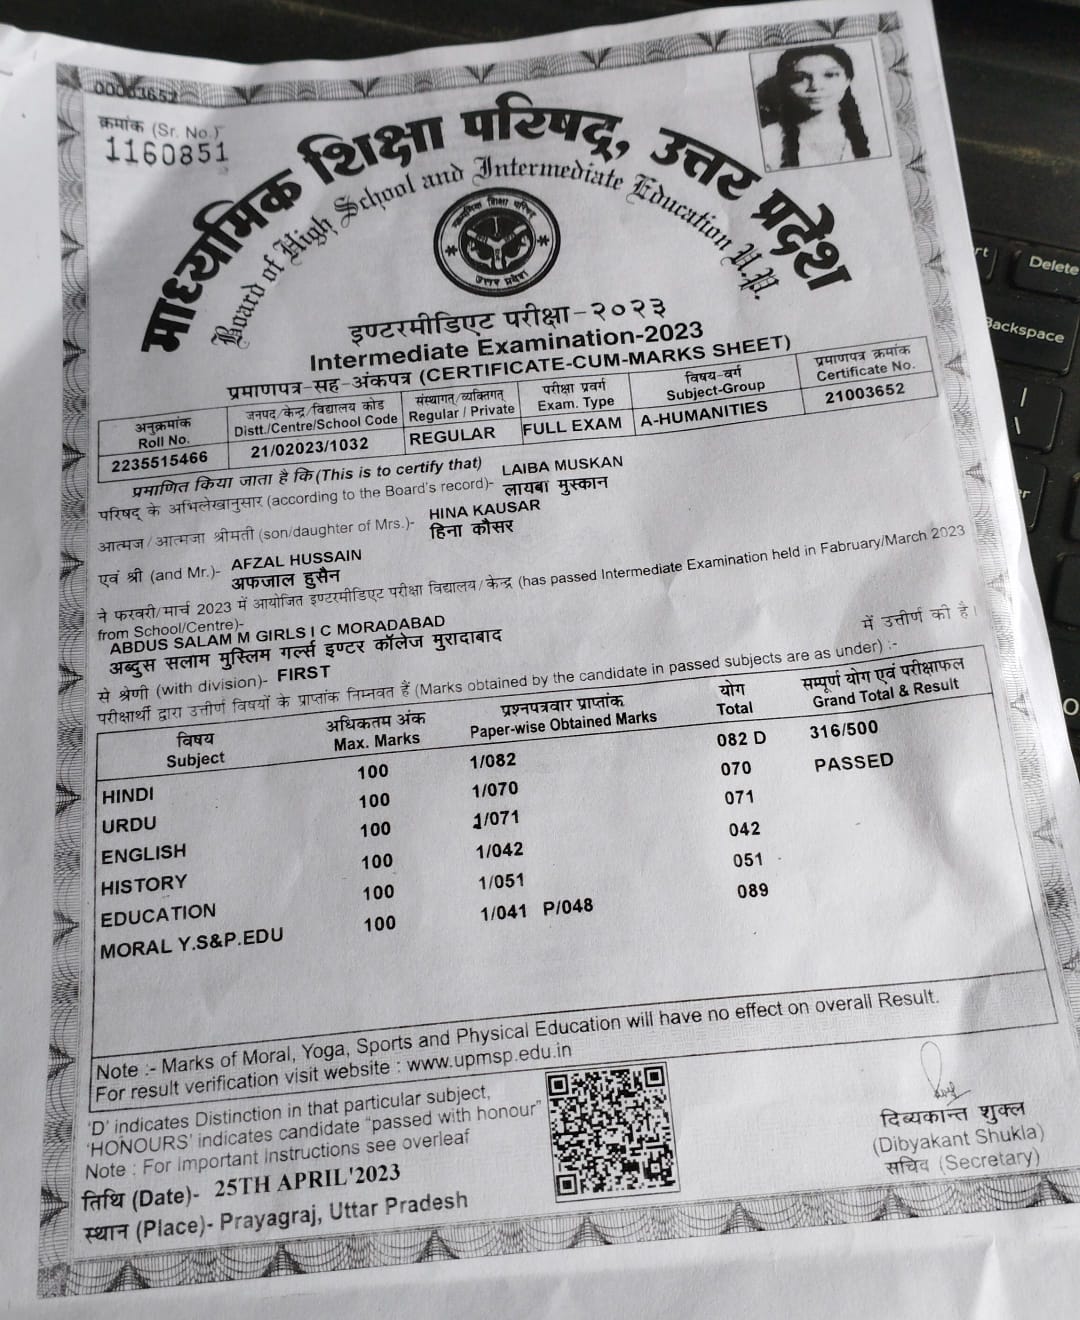 00003652
क्रमांक (Sr. No.)
1160851
माध्यमिक शिक्षा परिषद्, उत्तर प्रदेश
Board of High School and Intermediate Education U.P.
माध्यमिक शिक्षा परिषद्
उत्तर प्रदेश
इण्टरमीडिएट परीक्षा-२०२३
Intermediate Examination-2023
प्रमाणपत्र-सह-अंकपत्र (CERTIFICATE-CUM-MARKS SHEET)
अनुक्रमांक जनपद/केन्द्र/विद्यालय कोड संस्थागत/व्यक्तिगत परीक्षा प्रवर्ग विषय-वर्ग प्रमाणपत्र क्रमांक
Roll No. Distt./Centre/School Code Regular / Private Exam. Type Subject-Group Certificate No.
2235515466 21/02023/1032 REGULAR FULL EXAM A-HUMANITIES 21003652
प्रमाणित किया जाता है कि (This is to certify that)
परिषद् के अभिलेखानुसार (according to the Board's record)- LAIBA MUSKAN
लायबा मुस्कान
आत्मज/आत्मजा श्रीमती (son/daughter of Mrs.)- HINA KAUSAR
हिना कौसर
एवं श्री (and Mr.)- AFZAL HUSSAIN
अफजाल हुसैन
ने फरवरी/मार्च 2023 में आयोजित इण्टरमीडिएट परीक्षा विद्यालय/केन्द्र (has passed Intermediate Examination held in Fabruary/March 2023
from School/Centre)-
ABDUS SALAM M GIRLS I C MORADABAD
अब्दुस सलाम मुस्लिम गर्ल्स इण्टर कॉलेज मुरादाबाद में उत्तीर्ण की है।
से श्रेणी (with division)- FIRST
परीक्षार्थी द्वारा उत्तीर्ण विषयों के प्राप्तांक निम्नवत हैं (Marks obtained by the candidate in passed subjects are as under) :-
विषय अधिकतम अंक प्रश्नपत्रवार प्राप्तांक योग सम्पूर्ण योग एवं परीक्षाफल
Subject Max. Marks Paper-wise Obtained Marks Total Grand Total & Result
HINDI 100 1/082 082 D 316/500
URDU 100 1/070 070 PASSED
ENGLISH 100 1/071 071
HISTORY 100 1/042 042
EDUCATION 100 1/051 051
MORAL Y.S&P.EDU 100 1/041 P/048 089
Note :- Marks of Moral, Yoga, Sports and Physical Education will have no effect on overall Result.
For result verification visit website : www.upmsp.edu.in
'D' indicates Distinction in that particular subject,
'HONOURS' indicates candidate "passed with honour"
Note : For Important Instructions see overleaf
तिथि (Date)- 25TH APRIL'2023
स्थान (Place)- Prayagraj, Uttar Pradesh
दिब्यकान्त शुक्ल
(Dibyakant Shukla)
सचिव (Secretary)
Delete
Backspace